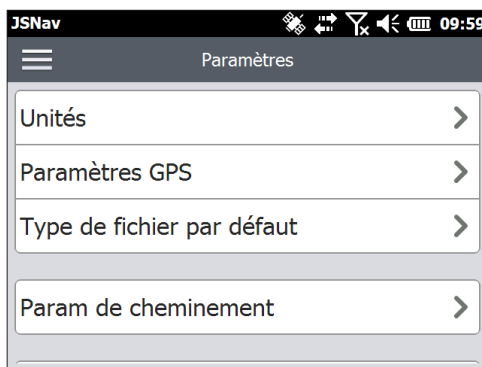 JSNav 09:59
Paramètres
Unités
Paramètres GPS
Type de fichier par défaut
Param de cheminement